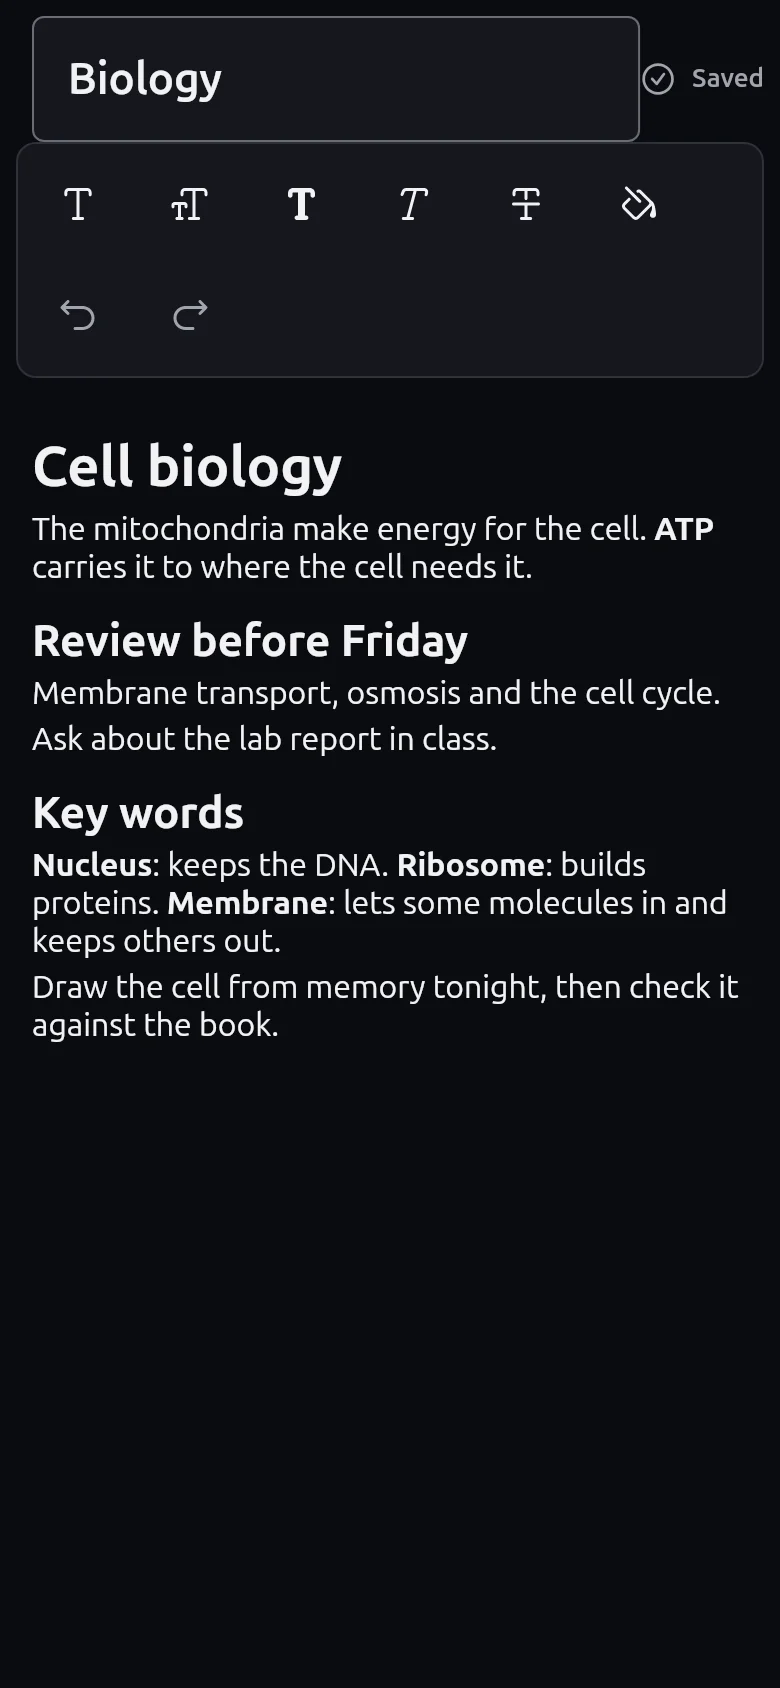 Biology
Saved
Cell biology
The mitochondria make energy for the cell. ATP
carries it to where the cell needs it.
Review before Friday
Membrane transport, osmosis and the cell cycle.
Ask about the lab report in class.
Key words
Nucleus: keeps the DNA. Ribosome: builds
proteins. Membrane: lets some molecules in and
keeps others out.
Draw the cell from memory tonight, then check it
against the book.